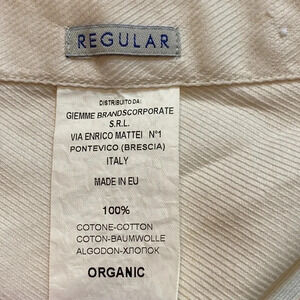 REGULAR
DISTRIBUITO DA:
GIEMME BRANDSCORPORATE
S.R.L.
VIA ENRICO MATTEI N°1
PONTEVICO (BRESCIA)
ITALY
MADE IN EU
100%
COTONE-COTTON
COTON-BAUMWOLLE
ALGODON-ХЛОПОК
ORGANIC